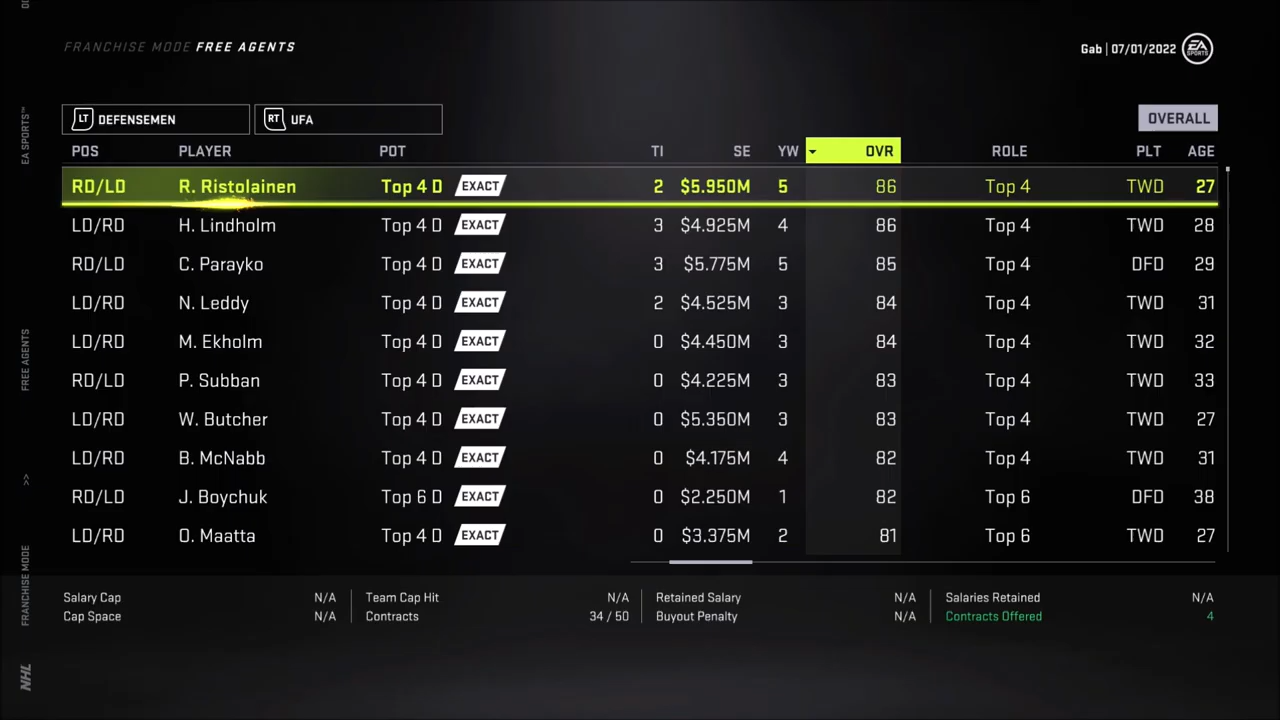 FRANCHISE MODE FREE AGENTS
Gab | 07/01/2022 EA SPORTS
LT DEFENSEMEN RT UFA OVERALL
POS PLAYER POT TI SE YW OVR ROLE PLT AGE
RD/LD R. Ristolainen Top 4 D EXACT 2 $5.950M 5 86 Top 4 TWD 27
LD/RD H. Lindholm Top 4 D EXACT 3 $4.925M 4 86 Top 4 TWD 28
RD/LD C. Parayko Top 4 D EXACT 3 $5.775M 5 85 Top 4 DFD 29
LD/RD N. Leddy Top 4 D EXACT 2 $4.525M 3 84 Top 4 TWD 31
LD/RD M. Ekholm Top 4 D EXACT 0 $4.450M 3 84 Top 4 TWD 32
RD/LD P. Subban Top 4 D EXACT 0 $4.225M 3 83 Top 4 TWD 33
LD/RD W. Butcher Top 4 D EXACT 0 $5.350M 3 83 Top 4 TWD 27
LD/RD B. McNabb Top 4 D EXACT 0 $4.175M 4 82 Top 4 TWD 31
RD/LD J. Boychuk Top 6 D EXACT 0 $2.250M 1 82 Top 6 DFD 38
LD/RD O. Maatta Top 4 D EXACT 0 $3.375M 2 81 Top 6 TWD 27
Salary Cap N/A Team Cap Hit N/A Retained Salary N/A Salaries Retained N/A
Cap Space N/A Contracts 34 / 50 Buyout Penalty N/A Contracts Offered 4
EA SPORTS™
FREE AGENTS
>>
FRANCHISE MODE
NHL